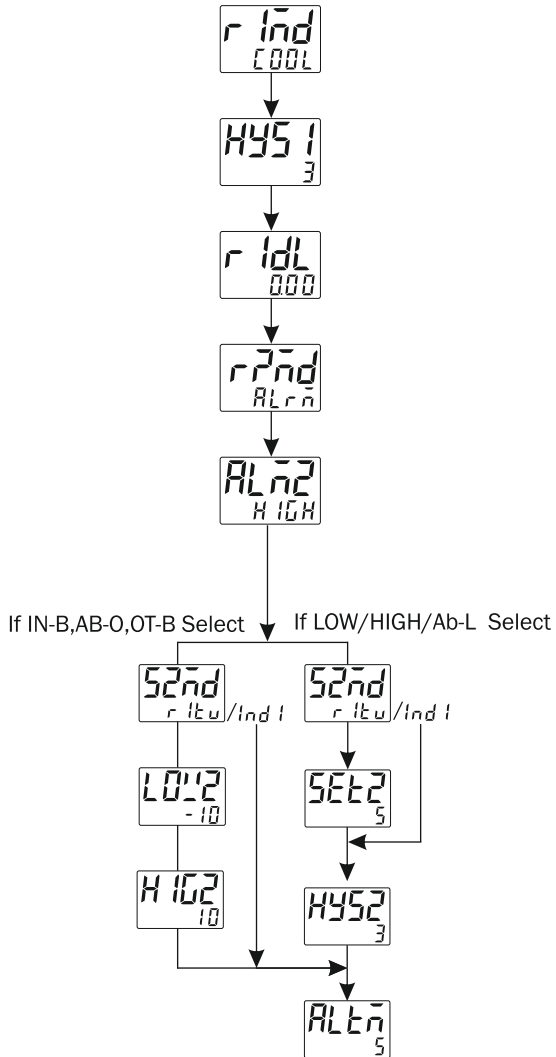 r1md
COOL
HYS1
3
r1dL
0.00
r2md
ALrm
ALm2
HIGH
If IN-B,AB-O,OT-B Select
If LOW/HIGH/Ab-L Select
S2md
r1tu/Ind1
S2md
r1tu/Ind1
LOW2
-10
SEt2
5
HIG2
10
HYS2
3
ALtm
5